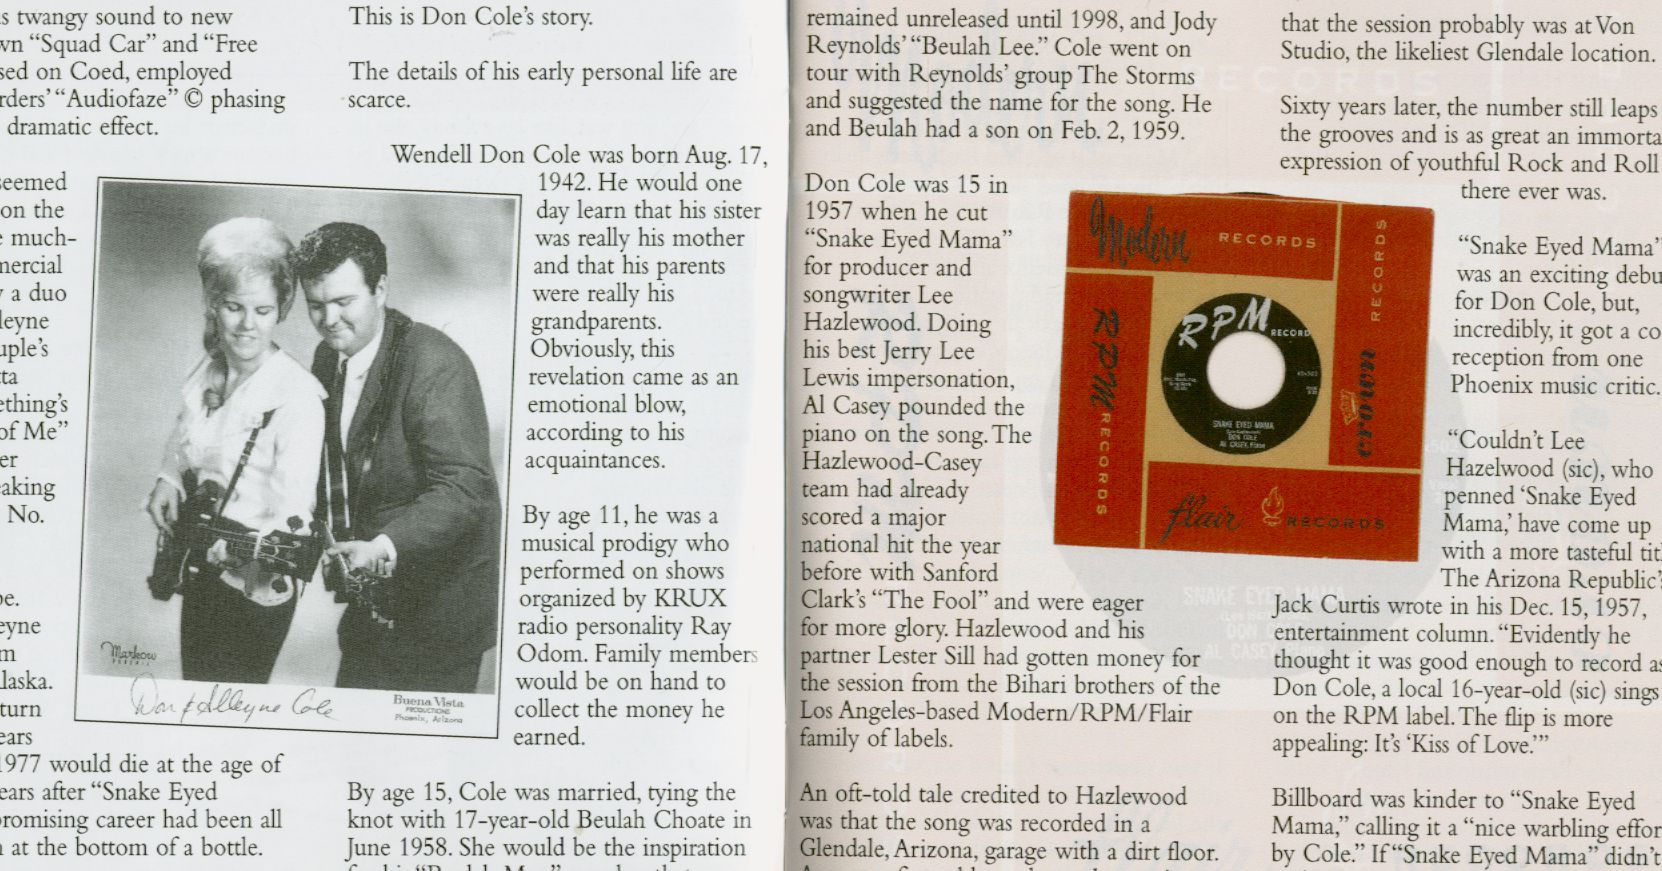 s twangy sound to new
wn “Squad Car” and “Free
sed on Coed, employed
rders’ “Audiofaze” © phasing
dramatic effect.
seemed
on the
e much-
mercial
y a duo
leyne
uple’s
ta
ething’s
of Me”
er
eaking
No.
be.
eyne
m
laska.
turn
ears
1977 would die at the age of
ears after “Snake Eyed
promising career had been all
n at the bottom of a bottle.
This is Don Cole’s story.
The details of his early personal life are
scarce.
Wendell Don Cole was born Aug. 17,
1942. He would one
day learn that his sister
was really his mother
and that his parents
were really his
grandparents.
Obviously, this
revelation came as an
emotional blow,
according to his
acquaintances.
By age 11, he was a
musical prodigy who
performed on shows
organized by KRUX
radio personality Ray
Odom. Family members
would be on hand to
collect the money he
earned.
Markow
PHOENIX
Don & Alleyne Cole
Buena Vista
PRODUCTIONS
Phoenix, Arizona
By age 15, Cole was married, tying the
knot with 17-year-old Beulah Choate in
June 1958. She would be the inspiration
remained unreleased until 1998, and Jody
Reynolds’ “Beulah Lee.” Cole went on
tour with Reynolds’ group The Storms
and suggested the name for the song. He
and Beulah had a son on Feb. 2, 1959.
Don Cole was 15 in
1957 when he cut
“Snake Eyed Mama”
for producer and
songwriter Lee
Hazlewood. Doing
his best Jerry Lee
Lewis impersonation,
Al Casey pounded the
piano on the song. The
Hazlewood-Casey
team had already
scored a major
national hit the year
before with Sanford
Clark’s “The Fool” and were eager
for more glory. Hazlewood and his
partner Lester Sill had gotten money for
the session from the Bihari brothers of the
Los Angeles-based Modern/RPM/Flair
family of labels.
An oft-told tale credited to Hazlewood
was that the song was recorded in a
Glendale, Arizona, garage with a dirt floor.
Modern RECORDS
RPM RECORDS
crown RECORDS
flair RECORDS
RPM RECORD
SNAKE EYED MAMA
DON COLE
AL CASEY, Piano
RECORDS
SNAKE EYED MAMA
DON COLE
AL CASEY, Piano
that the session probably was at Von
Studio, the likeliest Glendale location.
Sixty years later, the number still leaps
the grooves and is as great an immorta
expression of youthful Rock and Roll
there ever was.
“Snake Eyed Mama”
was an exciting debu
for Don Cole, but,
incredibly, it got a co
reception from one
Phoenix music critic.
“Couldn’t Lee
Hazelwood (sic), who
penned ‘Snake Eyed
Mama,’ have come up
with a more tasteful titl
The Arizona Republic’s
Jack Curtis wrote in his Dec. 15, 1957,
entertainment column. “Evidently he
thought it was good enough to record as
Don Cole, a local 16-year-old (sic) sings
on the RPM label. The flip is more
appealing: It’s ‘Kiss of Love.’”
Billboard was kinder to “Snake Eyed
Mama,” calling it a “nice warbling effor
by Cole.” If “Snake Eyed Mama” didn’t